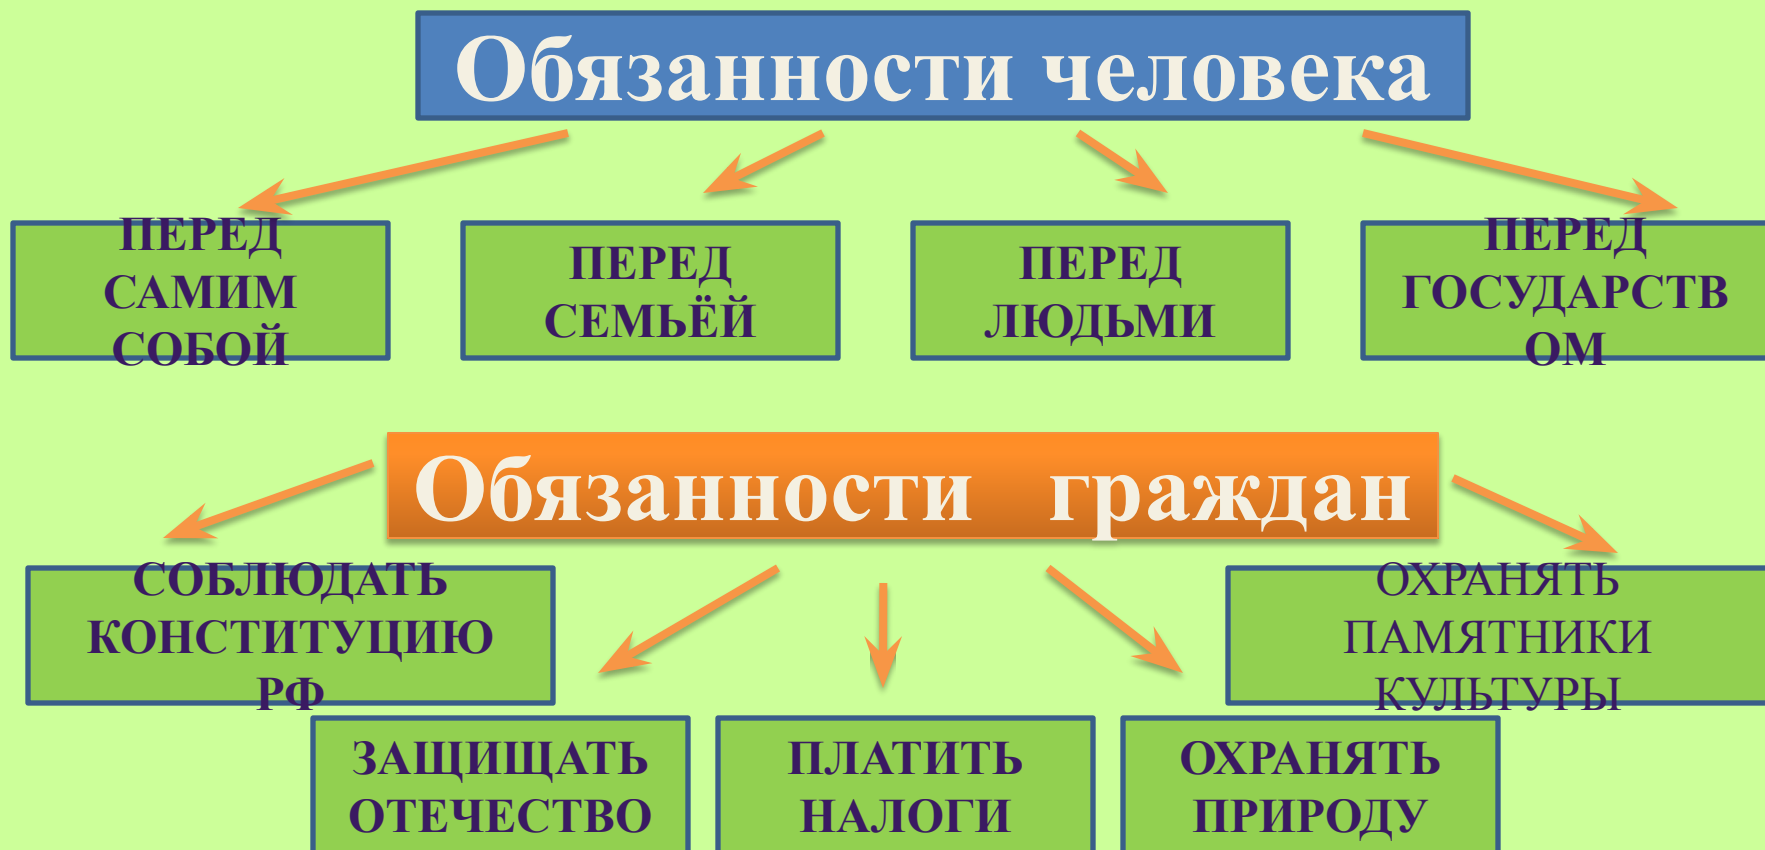 Обязанности человека
ПЕРЕД
САМИМ
СОБОЙ
ПЕРЕД
СЕМЬЁЙ
ПЕРЕД
ЛЮДЬМИ
ПЕРЕД
ГОСУДАРСТВ
ОМ
Обязанности граждан
СОБЛЮДАТЬ
КОНСТИТУЦИЮ
РФ
ЗАЩИЩАТЬ
ОТЕЧЕСТВО
ПЛАТИТЬ
НАЛОГИ
ОХРАНЯТЬ
ПРИРОДУ
ОХРАНЯТЬ
ПАМЯТНИКИ
КУЛЬТУРЫ